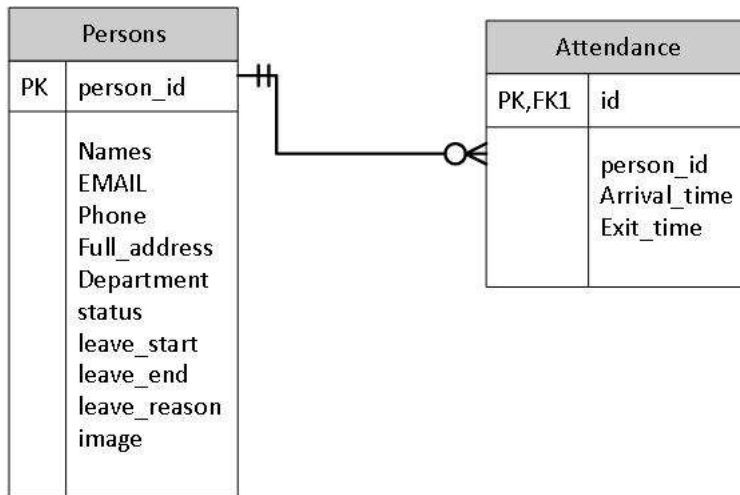 Persons
PK person_id
Names
EMAIL
Phone
Full_address
Department
status
leave_start
leave_end
leave_reason
image
Attendance
PK,FK1 id
person_id
Arrival_time
Exit_time